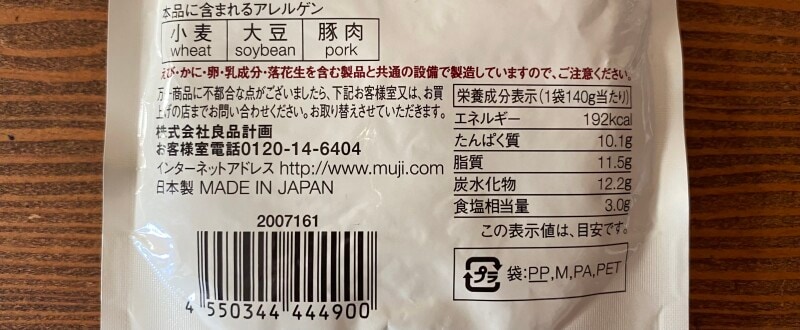 本品に含まれるアレルゲン
小麦 大豆 豚肉
wheat soybean pork
えび・かに・卵・乳成分・落花生を含む製品と共通の設備で製造していますので、ご注意ください。
万一商品に不都合な点がございましたら、下記お客様室又は、お買
上げの店までお問い合わせください。お取り替えさせていただきます。
株式会社良品計画
お客様室電話0120-14-6404
インターネットアドレス http://www.muji.com
日本製 MADE IN JAPAN
2007161
4 550344 444900
栄養成分表示(1袋140g当たり)
エネルギー 192kcal
たんぱく質 10.1g
脂質 11.5g
炭水化物 12.2g
食塩相当量 3.0g
この表示値は、目安です。
プラ 袋:PP,M,PA,PET